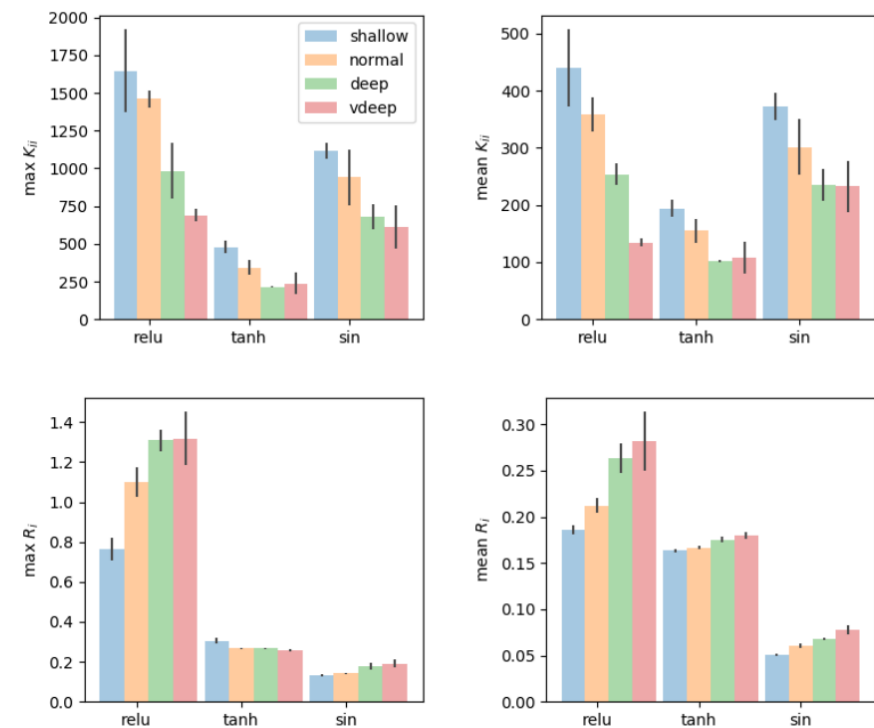 max K_ii
2000
1750
1500
1250
1000
750
500
250
0
shallow
normal
deep
vdeep
relu tanh sin
mean K_ii
500
400
300
200
100
0
relu tanh sin
max R_i
1.4
1.2
1.0
0.8
0.6
0.4
0.2
0.0
relu tanh sin
mean R_i
0.30
0.25
0.20
0.15
0.10
0.05
0.00
relu tanh sin